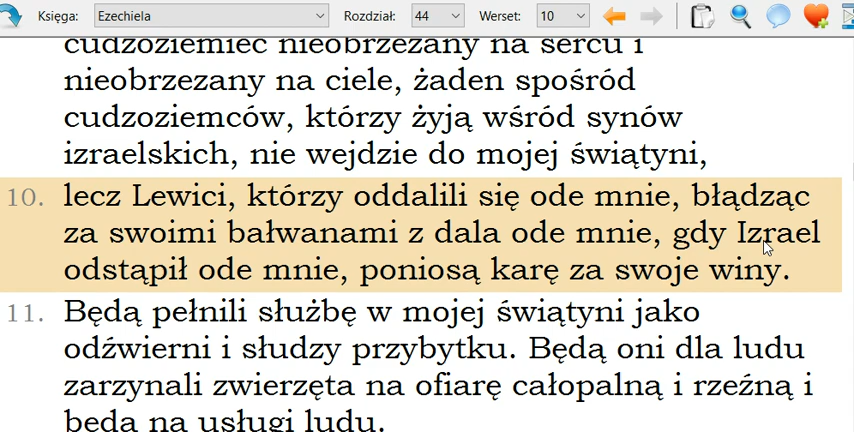 Księga: Ezechiela Rozdział: 44 Werset: 10
cudzoziemiec nieobrzezany na sercu i
nieobrzezany na ciele, żaden spośród
cudzoziemców, którzy żyją wśród synów
izraelskich, nie wejdzie do mojej świątyni,
10. lecz Lewici, którzy oddalili się ode mnie, błądząc
za swoimi bałwanami z dala ode mnie, gdy Izrael
odstąpił ode mnie, poniosą karę za swoje winy.
11. Będą pełnili służbę w mojej świątyni jako
odźwierni i słudzy przybytku. Będą oni dla ludu
zarzynali zwierzęta na ofiarę całopalną i rzeźną i
będą na usługi ludu.